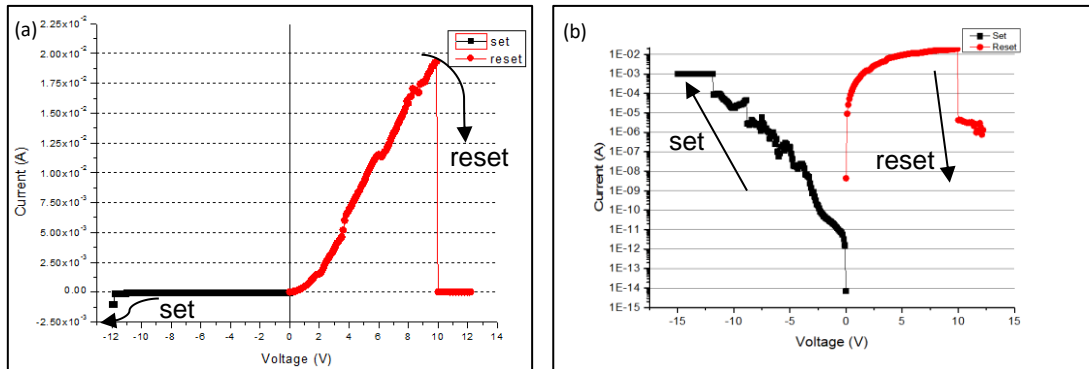 (a)
set
reset
Current (A)
2.25x10⁻²
2.00x10⁻²
1.75x10⁻²
1.50x10⁻²
1.25x10⁻²
1.00x10⁻²
7.50x10⁻³
5.00x10⁻³
2.50x10⁻³
0.00
-2.50x10⁻³
reset
set
-12 -10 -8 -6 -4 -2 0 2 4 6 8 10 12 14
Voltage (V)
(b)
Set
Reset
Current (A)
1E-02
1E-03
1E-04
1E-05
1E-06
1E-07
1E-08
1E-09
1E-10
1E-11
1E-12
1E-13
1E-14
1E-15
set
reset
-15 -10 -5 0 5 10 15
Voltage (V)